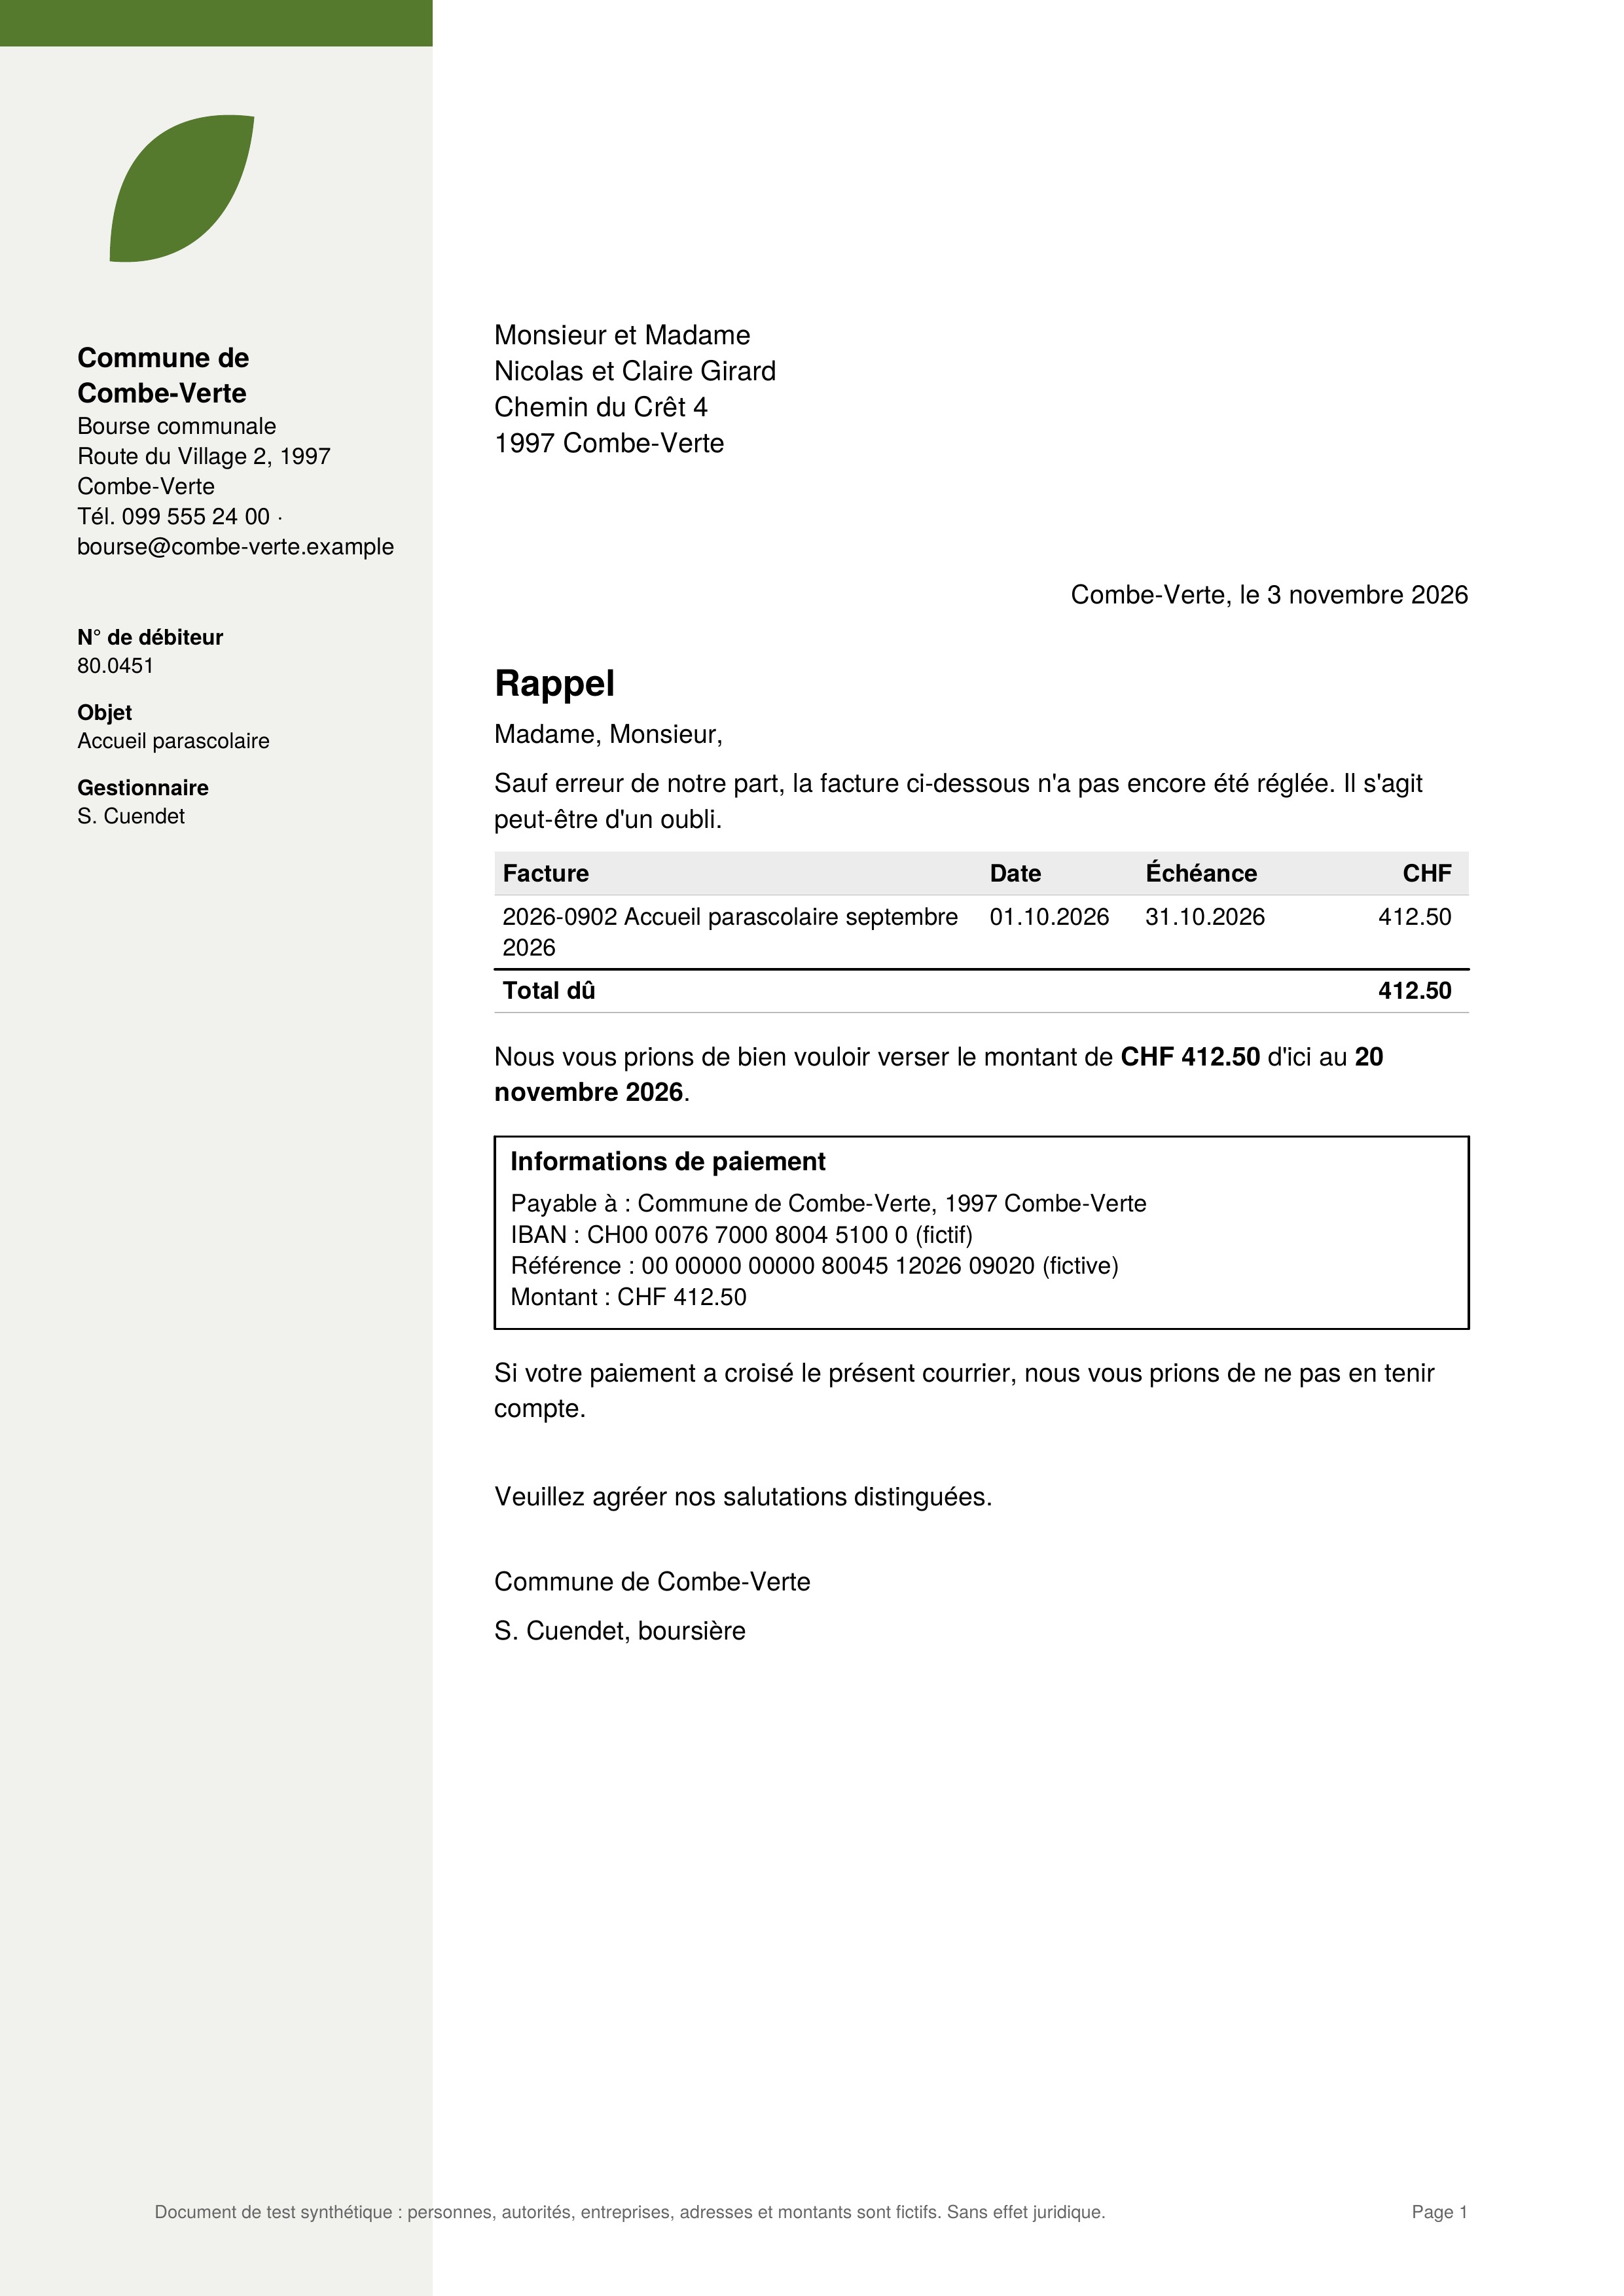 Commune de
Combe-Verte
Bourse communale
Route du Village 2, 1997
Combe-Verte
Tél. 099 555 24 00 ·
bourse@combe-verte.example
N° de débiteur
80.0451
Objet
Accueil parascolaire
Gestionnaire
S. Cuendet
Monsieur et Madame
Nicolas et Claire Girard
Chemin du Crêt 4
1997 Combe-Verte
Combe-Verte, le 3 novembre 2026
Rappel
Madame, Monsieur,
Sauf erreur de notre part, la facture ci-dessous n'a pas encore été réglée. Il s'agit
peut-être d'un oubli.
Facture Date Échéance CHF
2026-0902 Accueil parascolaire septembre 01.10.2026 31.10.2026 412.50
2026
Total dû 412.50
Nous vous prions de bien vouloir verser le montant de CHF 412.50 d'ici au 20
novembre 2026.
Informations de paiement
Payable à : Commune de Combe-Verte, 1997 Combe-Verte
IBAN : CH00 0076 7000 8004 5100 0 (fictif)
Référence : 00 00000 00000 80045 12026 09020 (fictive)
Montant : CHF 412.50
Si votre paiement a croisé le présent courrier, nous vous prions de ne pas en tenir
compte.
Veuillez agréer nos salutations distinguées.
Commune de Combe-Verte
S. Cuendet, boursière
Document de test synthétique : personnes, autorités, entreprises, adresses et montants sont fictifs. Sans effet juridique. Page 1